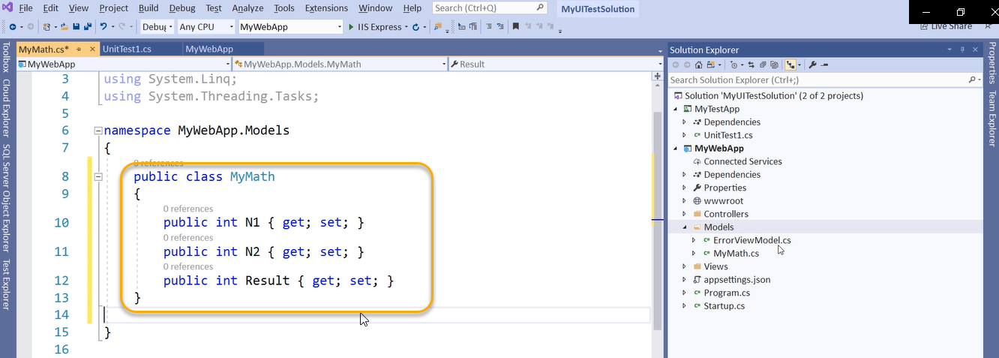 File Edit View Project Build Debug Test Analyze Tools Extensions Window Help Search (Ctrl+Q) MyUITestSolution
Debug Any CPU MyWebApp IIS Express Live Share
MyMath.cs* UnitTest1.cs MyWebApp
MyWebApp MyWebApp.Models.MyMath Result
3 using System.Linq;
4 using System.Threading.Tasks;
5
6 namespace MyWebApp.Models
7 {
0 references
8 public class MyMath
9 {
0 references
10 public int N1 { get; set; }
0 references
11 public int N2 { get; set; }
0 references
12 public int Result { get; set; }
13 }
14
15 }
16
Toolbox
Cloud Explorer
SQL Server Object Explorer
Test Explorer
Solution Explorer
Search Solution Explorer (Ctrl+;)
Solution 'MyUITestSolution' (2 of 2 projects)
MyTestApp
Dependencies
UnitTest1.cs
MyWebApp
Connected Services
Dependencies
Properties
wwwroot
Controllers
Models
ErrorViewModel.cs
MyMath.cs
Views
appsettings.json
Program.cs
Startup.cs
Properties
Team Explorer